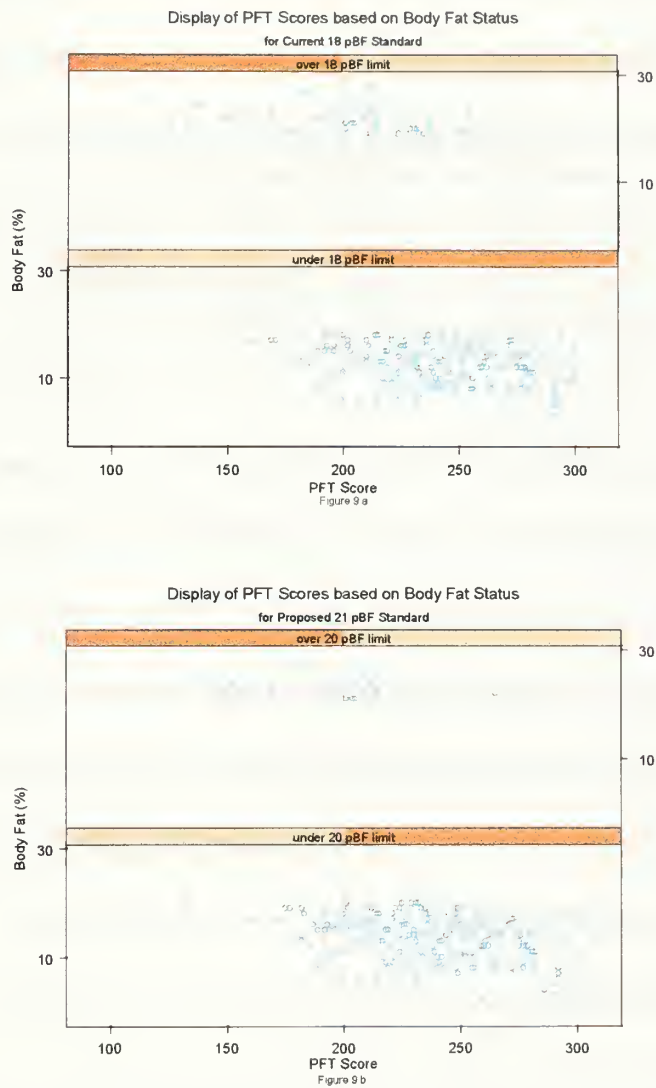 Display of PFT Scores based on Body Fat Status
for Current 18 pBF Standard
over 18 pBF limit
30
10
under 18 pBF limit
30
10
Body Fat (%)
100 150 200 250 300
PFT Score
Figure 9 a
Display of PFT Scores based on Body Fat Status
for Proposed 21 pBF Standard
over 20 pBF limit
30
10
under 20 pBF limit
30
10
Body Fat (%)
100 150 200 250 300
PFT Score
Figure 9 b